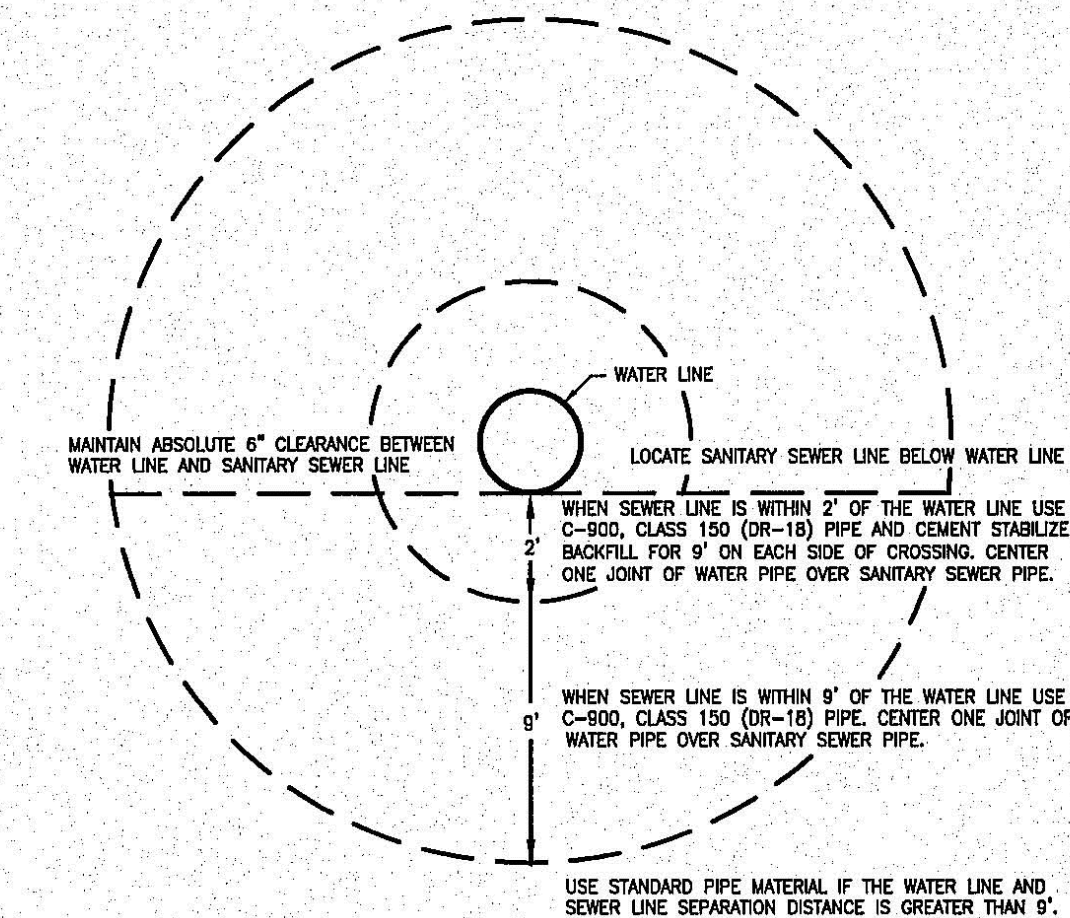 WATER LINE
MAINTAIN ABSOLUTE 6" CLEARANCE BETWEEN
WATER LINE AND SANITARY SEWER LINE
LOCATE SANITARY SEWER LINE BELOW WATER LINE
2'
WHEN SEWER LINE IS WITHIN 2' OF THE WATER LINE USE
C-900, CLASS 150 (DR-18) PIPE AND CEMENT STABILIZE
BACKFILL FOR 9' ON EACH SIDE OF CROSSING. CENTER
ONE JOINT OF WATER PIPE OVER SANITARY SEWER PIPE.
9'
WHEN SEWER LINE IS WITHIN 9' OF THE WATER LINE USE
C-900, CLASS 150 (DR-18) PIPE. CENTER ONE JOINT OF
WATER PIPE OVER SANITARY SEWER PIPE.
USE STANDARD PIPE MATERIAL IF THE WATER LINE AND
SEWER LINE SEPARATION DISTANCE IS GREATER THAN 9'.